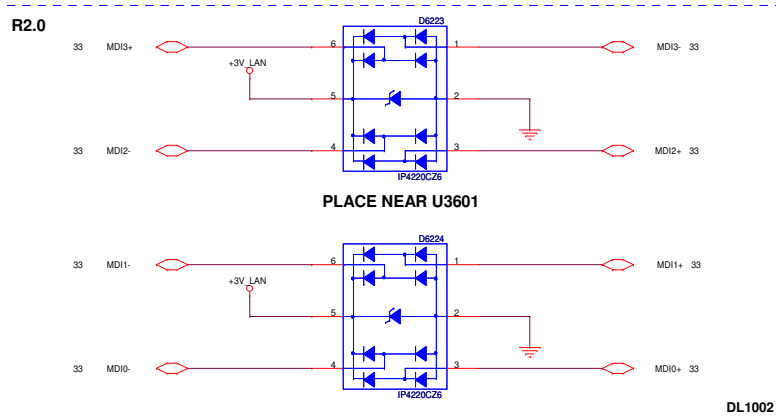 R2.0
D6223
33 MDI3+ 6 1 MDI3- 33
+3V_LAN
5 2
33 MDI2- 4 3 MDI2+ 33
IP4220CZ6
PLACE NEAR U3601
D6224
33 MDI1- 6 1 MDI1+ 33
+3V_LAN
5 2
33 MDI0- 4 3 MDI0+ 33
IP4220CZ6
DL1002